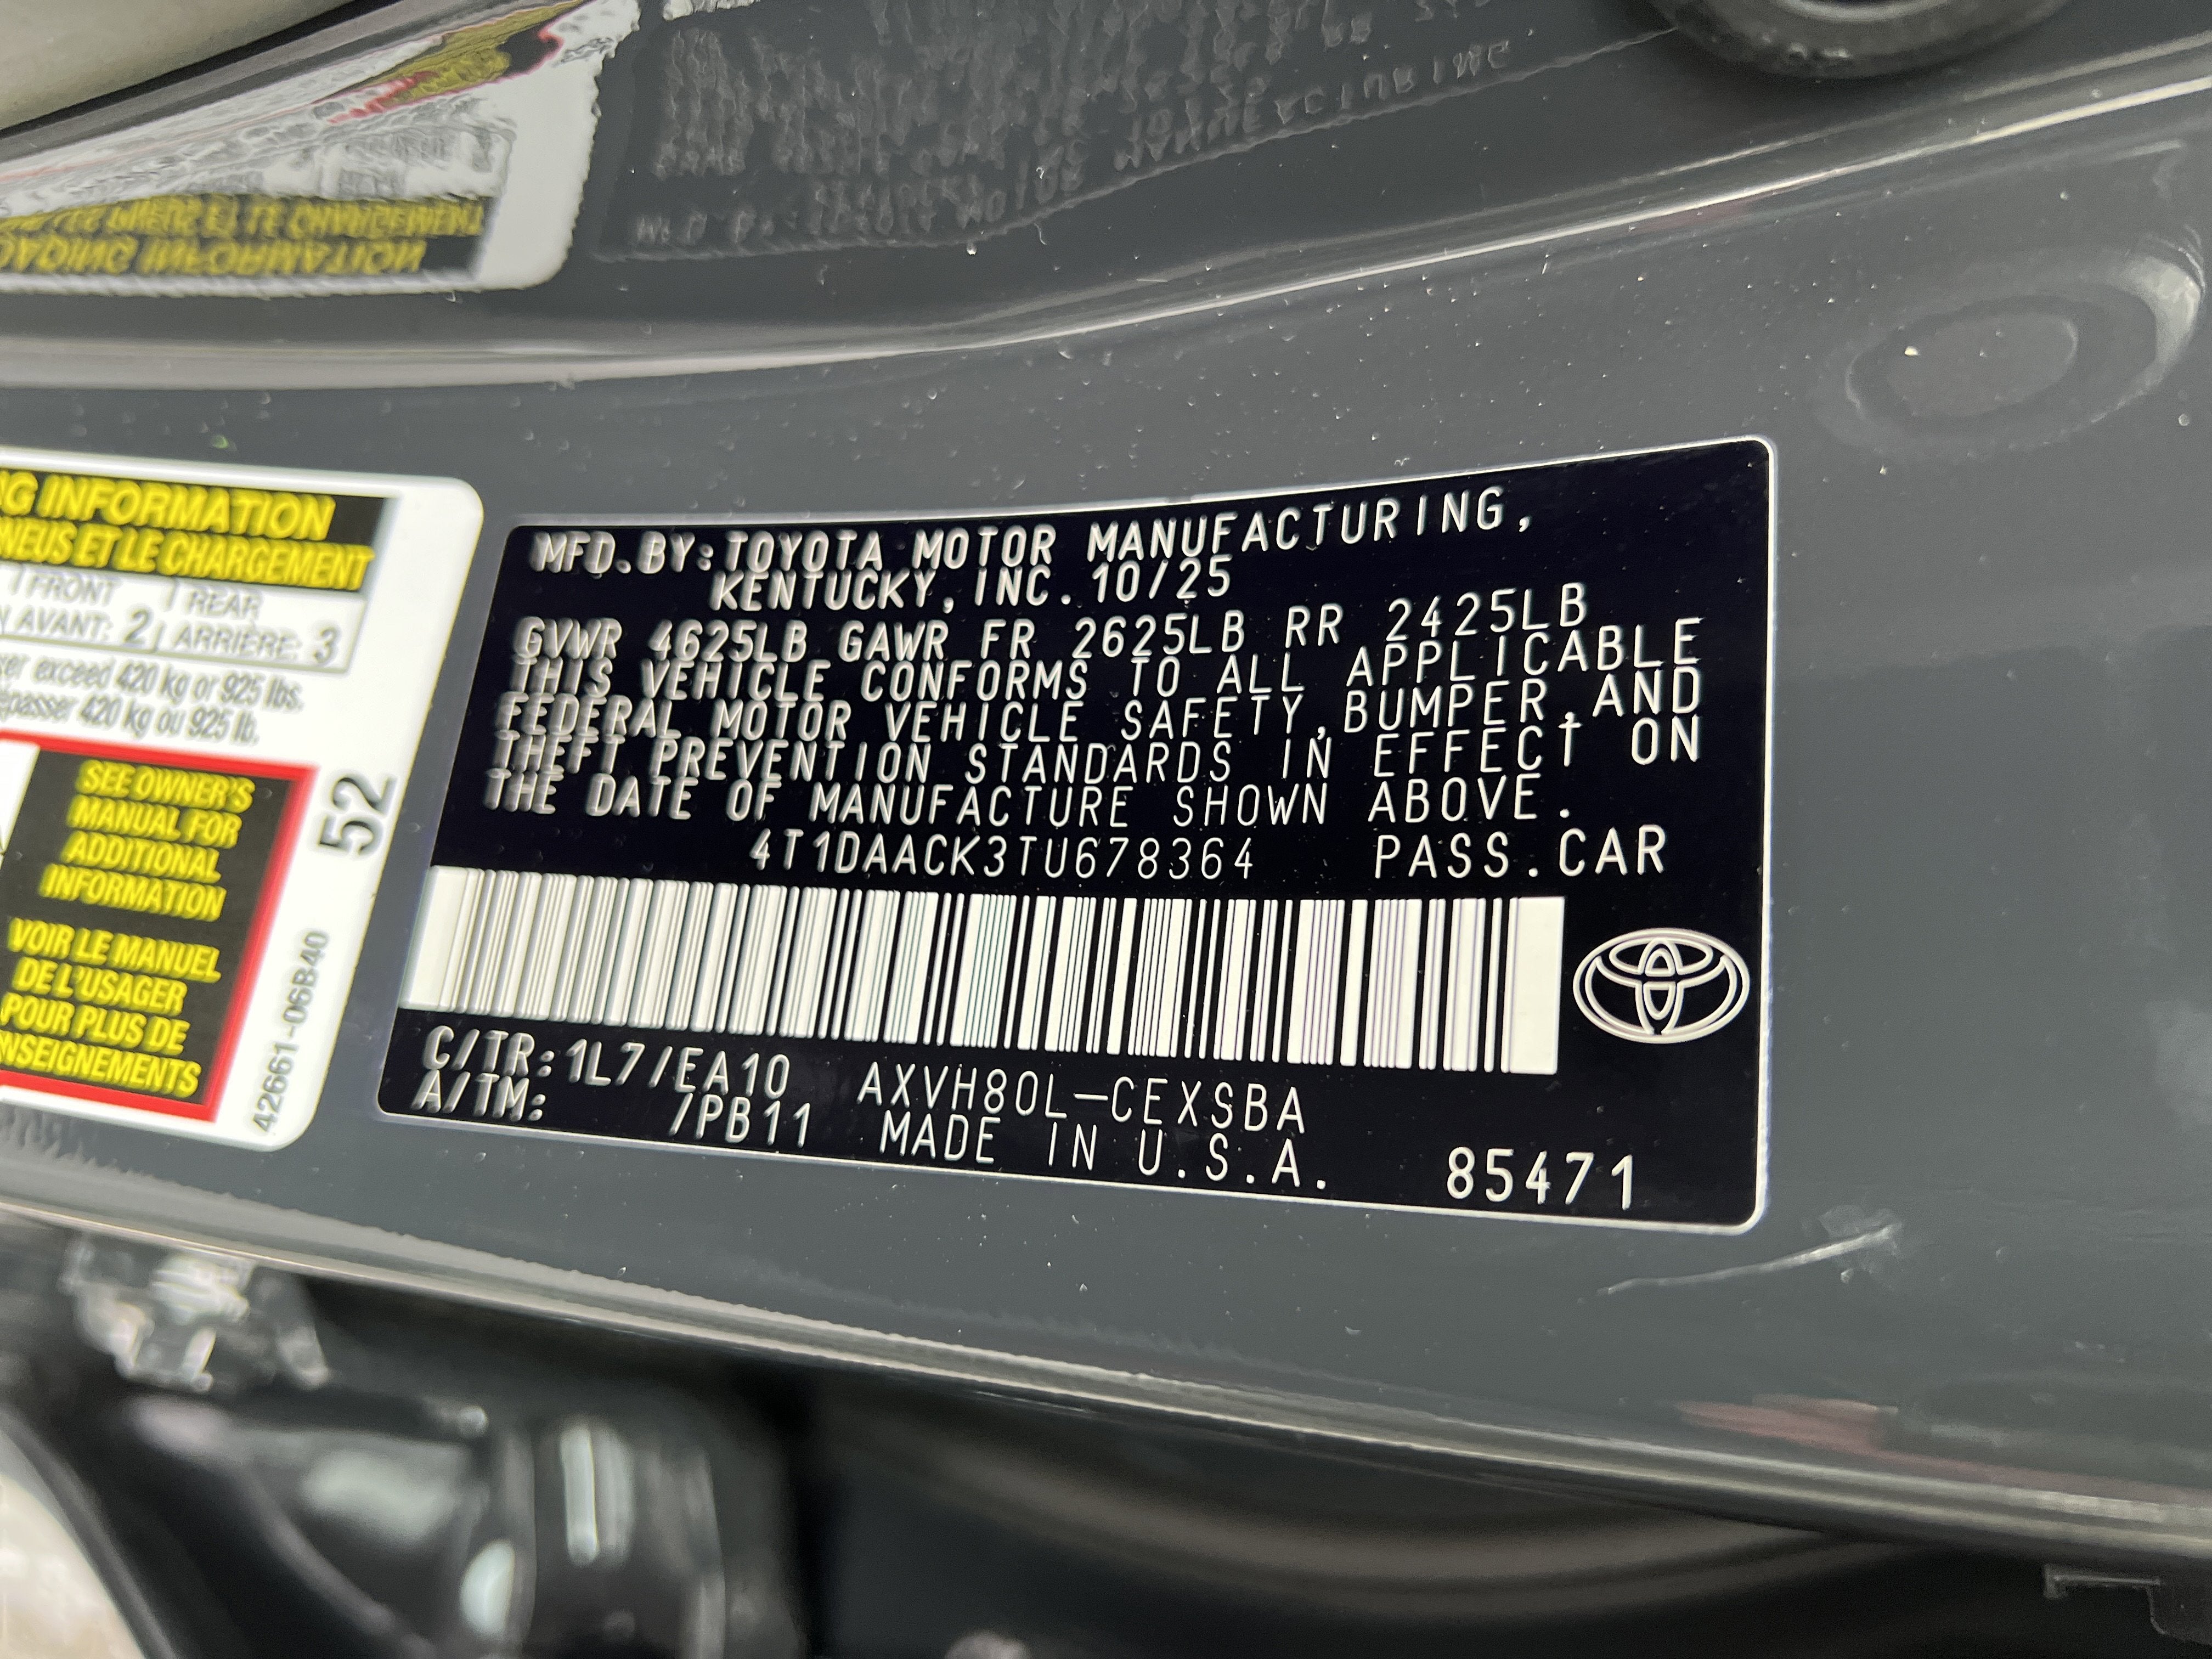 G INFORMATION
NEUS ET LE CHARGEMENT
FRONT REAR
AVANT: 2 ARRIÈRE: 3
exceed 420 kg or 925 lbs.
420 kg ou 925 lb.
SEE OWNER'S
MANUAL FOR
ADDITIONAL
INFORMATION
VOIR LE MANUEL
DE L'USAGER
POUR PLUS DE
NSEIGNEMENTS
52
42661-06B40
MFD. BY: TOYOTA MOTOR MANUFACTURING,
KENTUCKY, INC. 10/25
GVWR 4625LB GAWR FR 2625LB RR 2425LB
THIS VEHICLE CONFORMS TO ALL APPLICABLE
FEDERAL MOTOR VEHICLE SAFETY, BUMPER, AND
THEFT PREVENTION STANDARDS IN EFFECT ON
THE DATE OF MANUFACTURE SHOWN ABOVE.
4T1DAACK3TU678364 PASS. CAR
C/TR: 1L7/EA10 AXVH80L-CEXSBA
A/TM: /PB11 MADE IN U.S.A. 85471